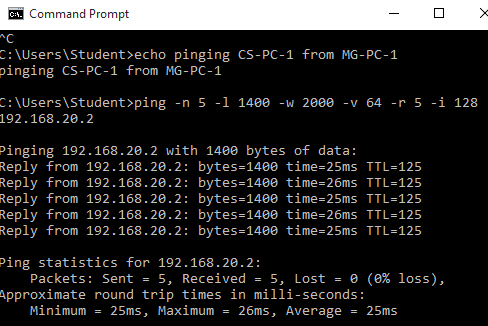 Command Prompt
^C
C:\Users\Student>echo pinging CS-PC-1 from MG-PC-1
pinging CS-PC-1 from MG-PC-1
C:\Users\Student>ping -n 5 -l 1400 -w 2000 -v 64 -r 5 -i 128
192.168.20.2
Pinging 192.168.20.2 with 1400 bytes of data:
Reply from 192.168.20.2: bytes=1400 time=25ms TTL=125
Reply from 192.168.20.2: bytes=1400 time=26ms TTL=125
Reply from 192.168.20.2: bytes=1400 time=25ms TTL=125
Reply from 192.168.20.2: bytes=1400 time=26ms TTL=125
Reply from 192.168.20.2: bytes=1400 time=25ms TTL=125
Ping statistics for 192.168.20.2:
    Packets: Sent = 5, Received = 5, Lost = 0 (0% loss),
Approximate round trip times in milli-seconds:
    Minimum = 25ms, Maximum = 26ms, Average = 25ms